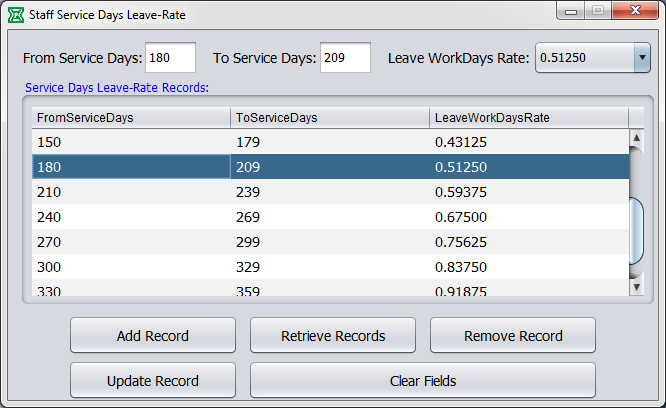 Staff Service Days Leave-Rate
From Service Days: 180 To Service Days: 209 Leave WorkDays Rate: 0.51250
Service Days Leave-Rate Records:
FromServiceDays ToServiceDays LeaveWorkDaysRate
150 179 0.43125
180 209 0.51250
210 239 0.59375
240 269 0.67500
270 299 0.75625
300 329 0.83750
330 359 0.91875
Add Record Retrieve Records Remove Record
Update Record Clear Fields